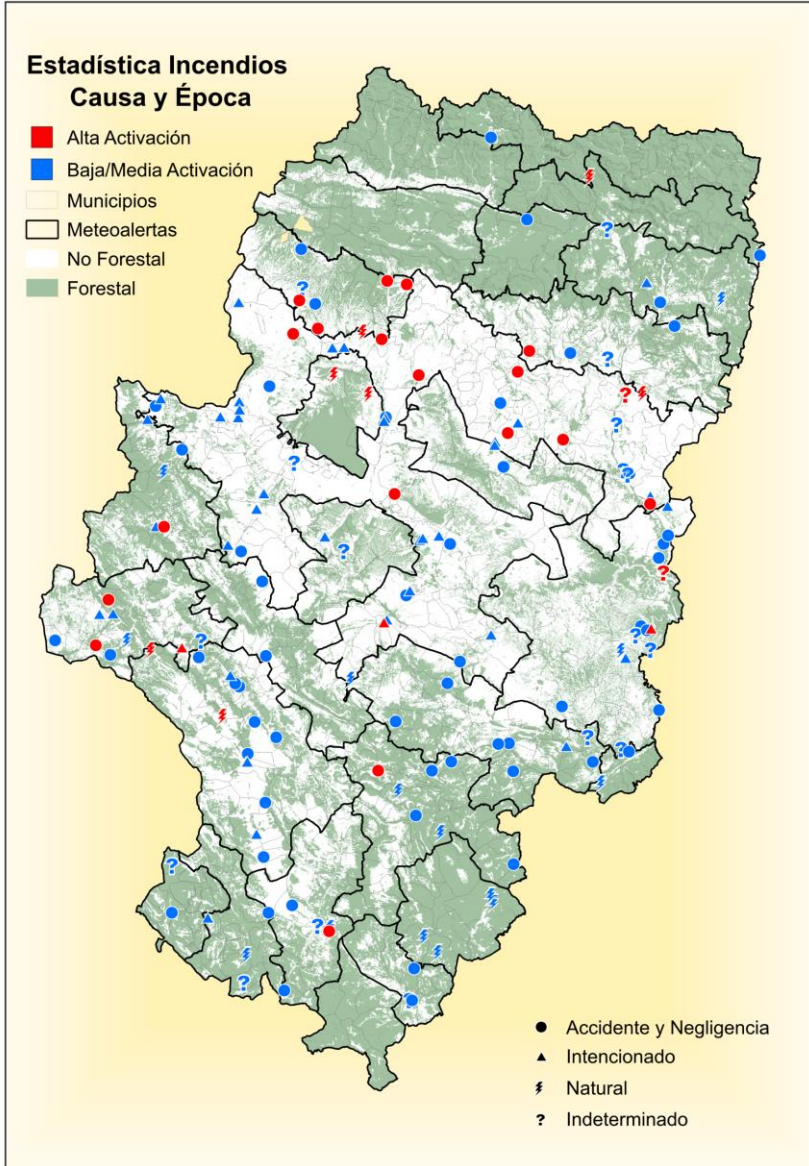 Estadística Incendios
Causa y Época
Alta Activación
Baja/Media Activación
Municipios
Meteoalertas
No Forestal
Forestal
Accidente y Negligencia
Intencionado
Natural
? Indeterminado